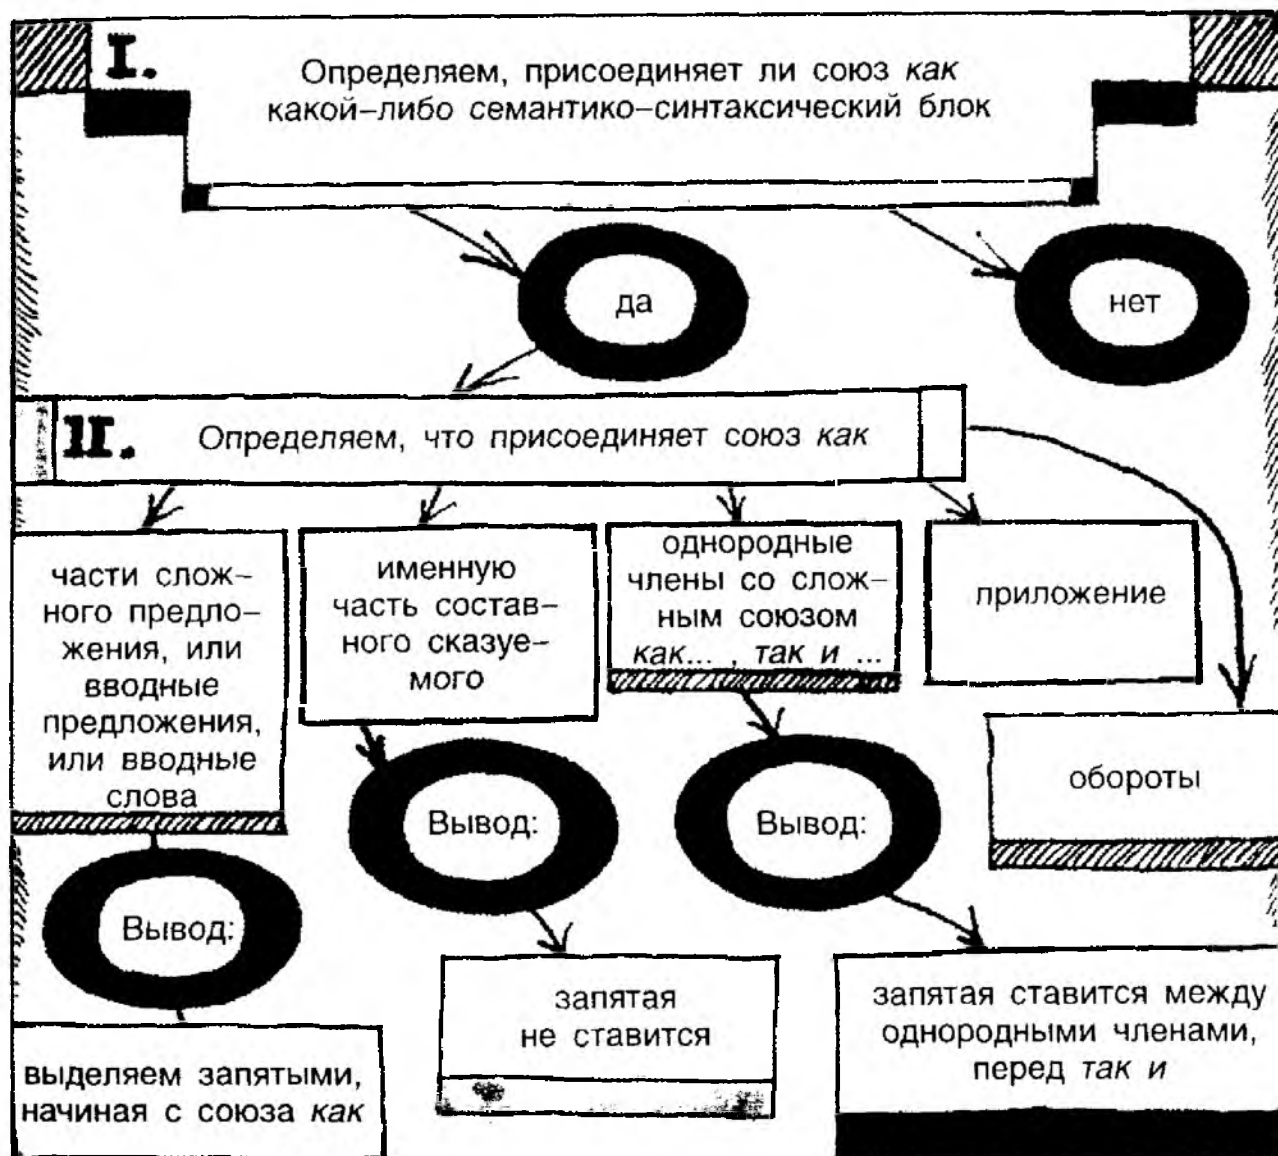 I.
Определяем, присоединяет ли союз как
какой-либо семантико-синтаксический блок
да
нет
II.
Определяем, что присоединяет союз как
части слож-
ного предло-
жения, или
вводные
предложения,
или вводные
слова
именную
часть состав-
ного сказуе-
мого
однородные
члены со слож-
ным союзом
как... , так и ...
приложение
обороты
Вывод:
Вывод:
Вывод:
выделяем запятыми,
начиная с союза как
запятая
не ставится
запятая ставится между
однородными членами,
перед так и